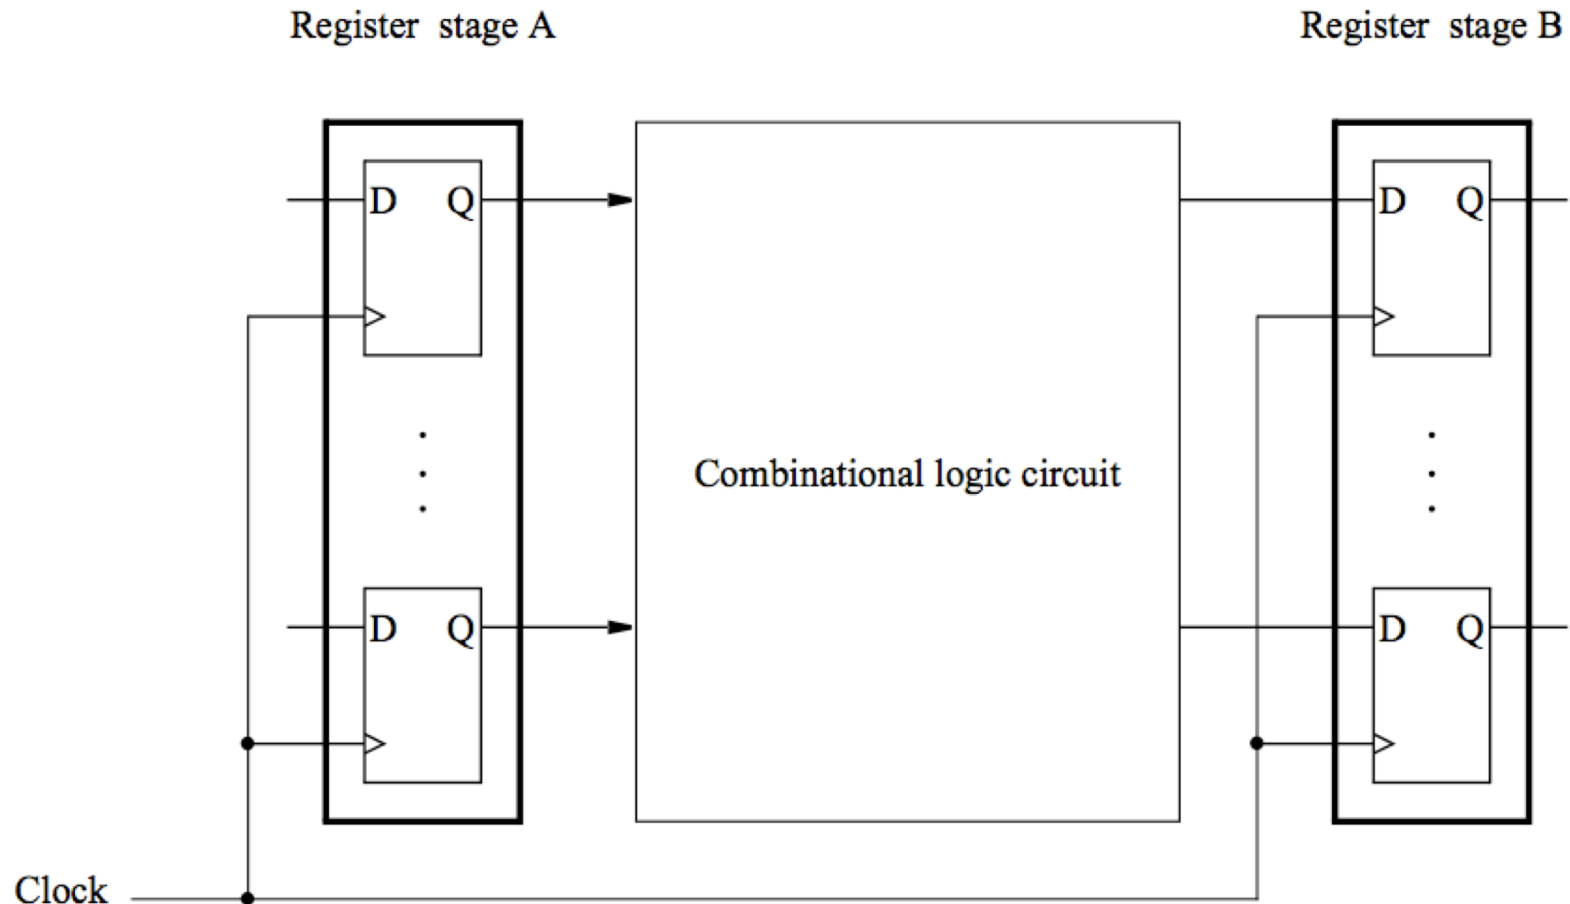 Register stage A
Register stage B
D Q
D Q
Combinational logic circuit
D Q
D Q
Clock